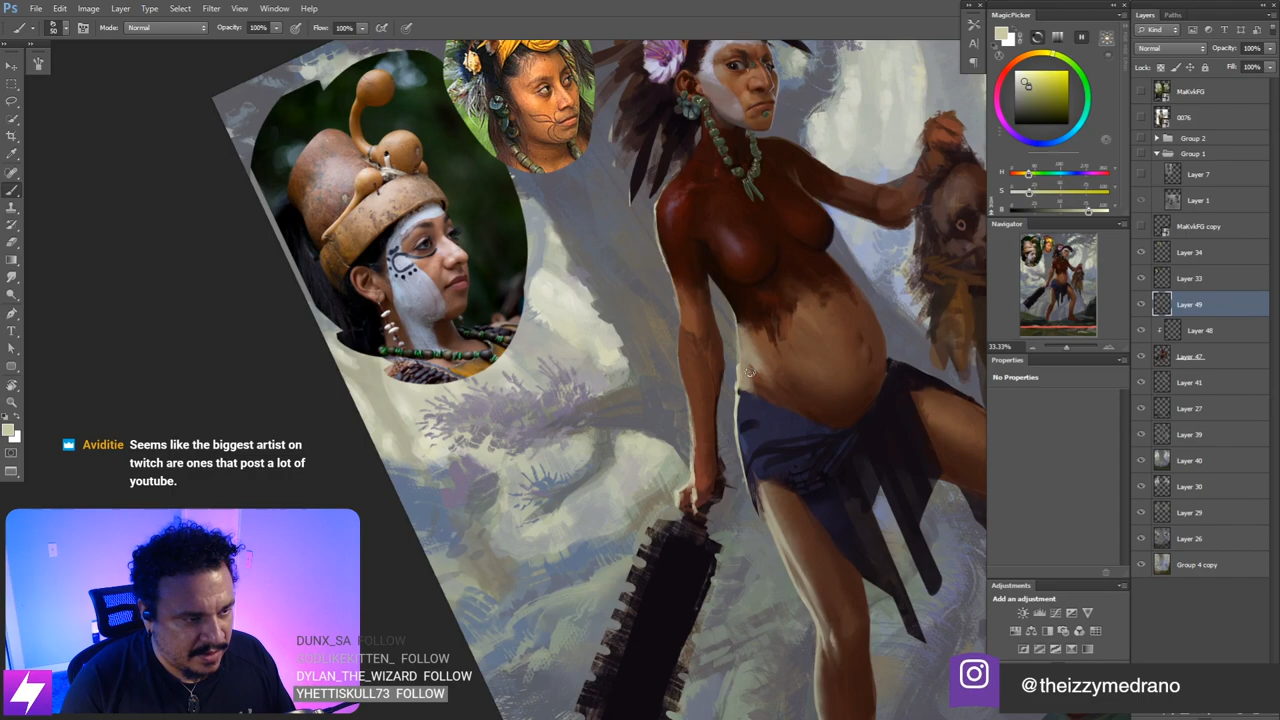 Ps File Edit Image Layer Type Select Filter View Window Help
50 Mode: Normal Opacity: 100% Flow: 100%
MagicPicker
H
H
S
B
Navigator
33.33%
Properties
No Properties
Adjustments
Add an adjustment
Layers Paths
Kind
Normal Opacity: 100%
Lock: Fill: 100%
MaKvkFG
0076
Group 2
Group 1
Layer 7
Layer 1
MaKvkFG copy
Layer 34
Layer 33
Layer 49
Layer 48
Layer 47
Layer 41
Layer 27
Layer 39
Layer 40
Layer 30
Layer 29
Layer 26
Group 4 copy
Aviditie Seems like the biggest artist on
twitch are ones that post a lot of
youtube.
DUNX_SA FOLLOW
DYLAN_THE_WIZARD FOLLOW
YHETTISKULL73 FOLLOW
@theizzymedrano